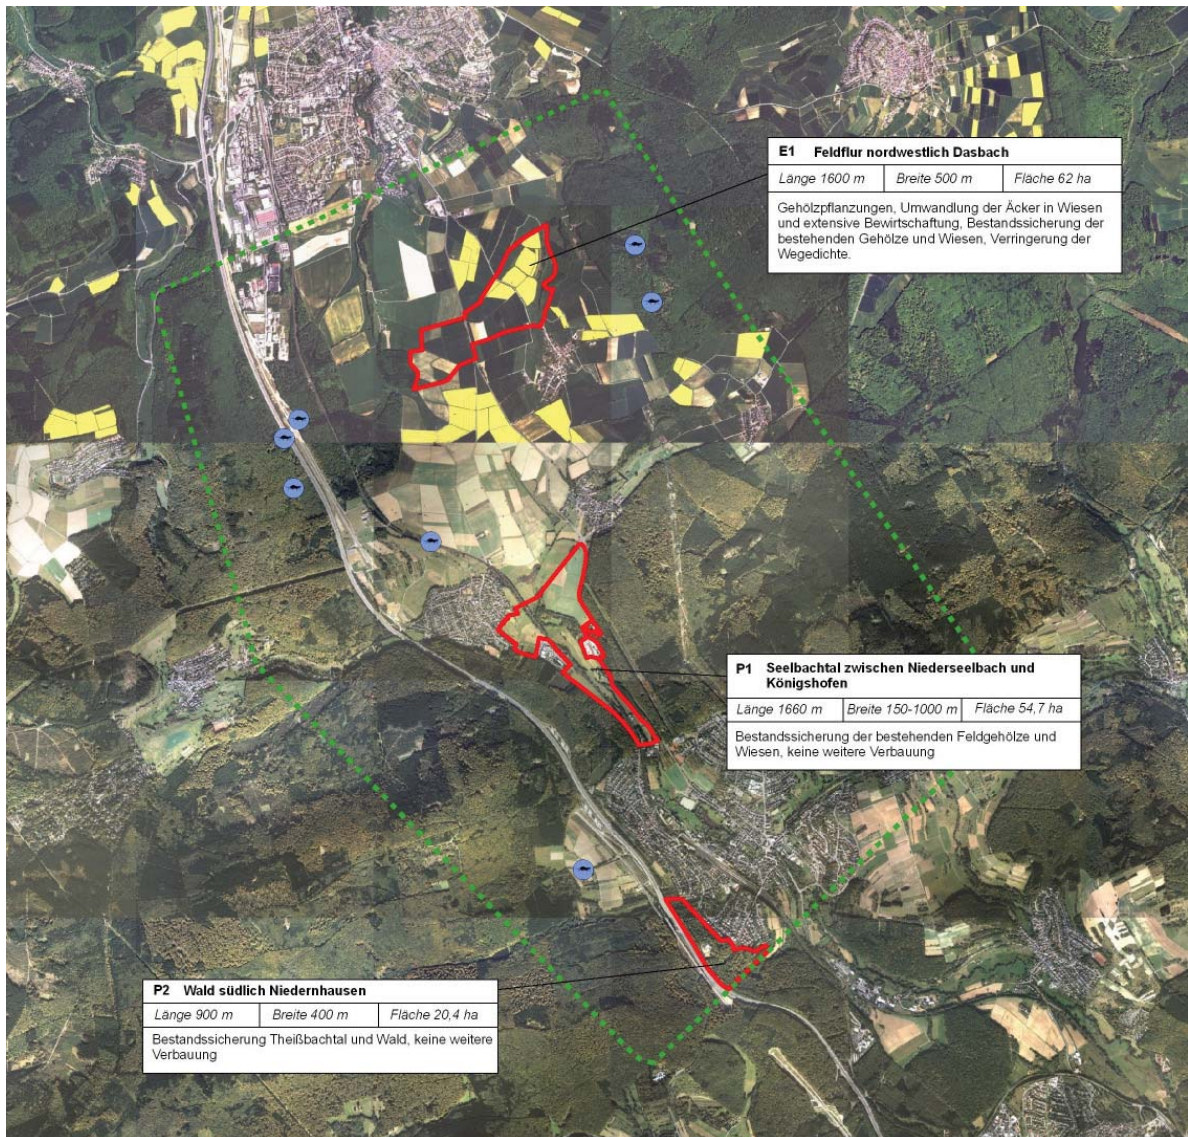 E1 Feldflur nordwestlich Dasbach
Länge 1600 m Breite 500 m Fläche 62 ha
Gehölzpflanzungen, Umwandlung der Äcker in Wiesen
und extensive Bewirtschaftung, Bestandssicherung der
bestehenden Gehölze und Wiesen, Verringerung der
Wegedichte.
P1 Seelbachtal zwischen Niederseelbach und
Königshofen
Länge 1660 m Breite 150-1000 m Fläche 54,7 ha
Bestandssicherung der bestehenden Feldgehölze und
Wiesen, keine weitere Verbauung
P2 Wald südlich Niedernhausen
Länge 900 m Breite 400 m Fläche 20,4 ha
Bestandssicherung Theißbachtal und Wald, keine weitere
Verbauung